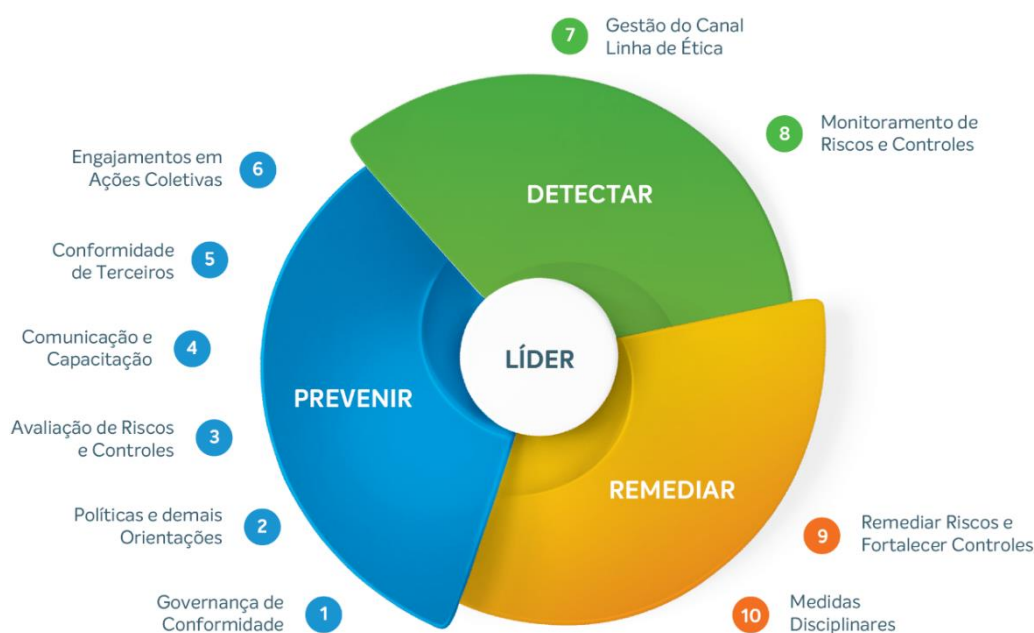 7
Gestão do Canal
Linha de Ética
8
Monitoramento de
Riscos e Controles
6
Engajamentos em
Ações Coletivas
5
Conformidade
de Terceiros
4
Comunicação e
Capacitação
3
Avaliação de Riscos
e Controles
2
Políticas e demais
Orientações
1
Governança de
Conformidade
DETECTAR
LÍDER
PREVENIR
REMEDIAR
9
Remediar Riscos e
Fortalecer Controles
10
Medidas
Disciplinares